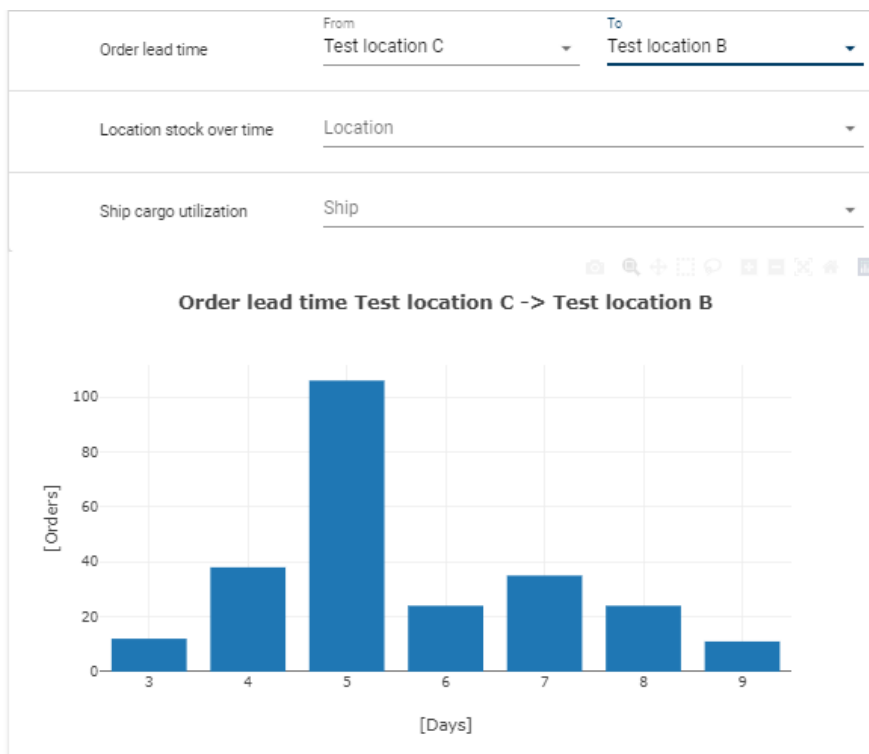 From
To
Order lead time
Test location C
Test location B
Location stock over time
Location
Ship cargo utilization
Ship
Order lead time Test location C -> Test location B
100
80
60
40
20
0
[Orders]
3 4 5 6 7 8 9
[Days]